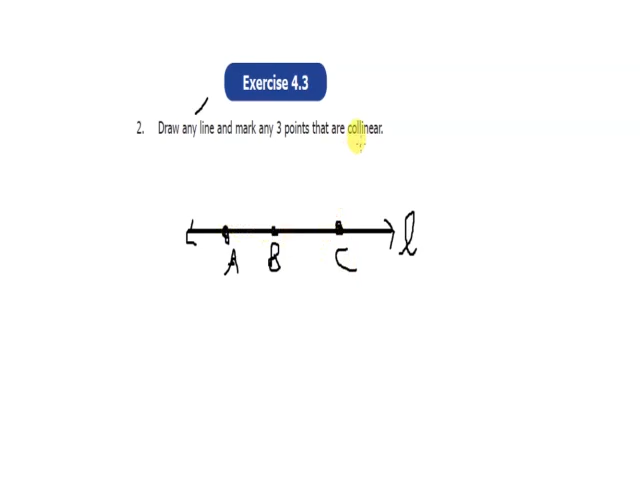 Exercise 4.3
2. Draw any line and mark any 3 points that are collinear.
l
A B C